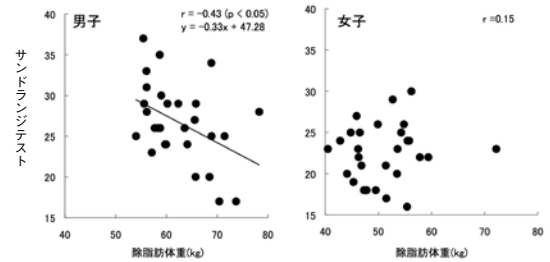 男子
r = -0.43 (p < 0.05)
y = -0.33x + 47.28
サンドランジテスト
40
35
30
25
20
15
40 50 60 70 80
除脂肪体重(kg)
女子
r =0.15
40
35
30
25
20
15
40 50 60 70 80
除脂肪体重(kg)